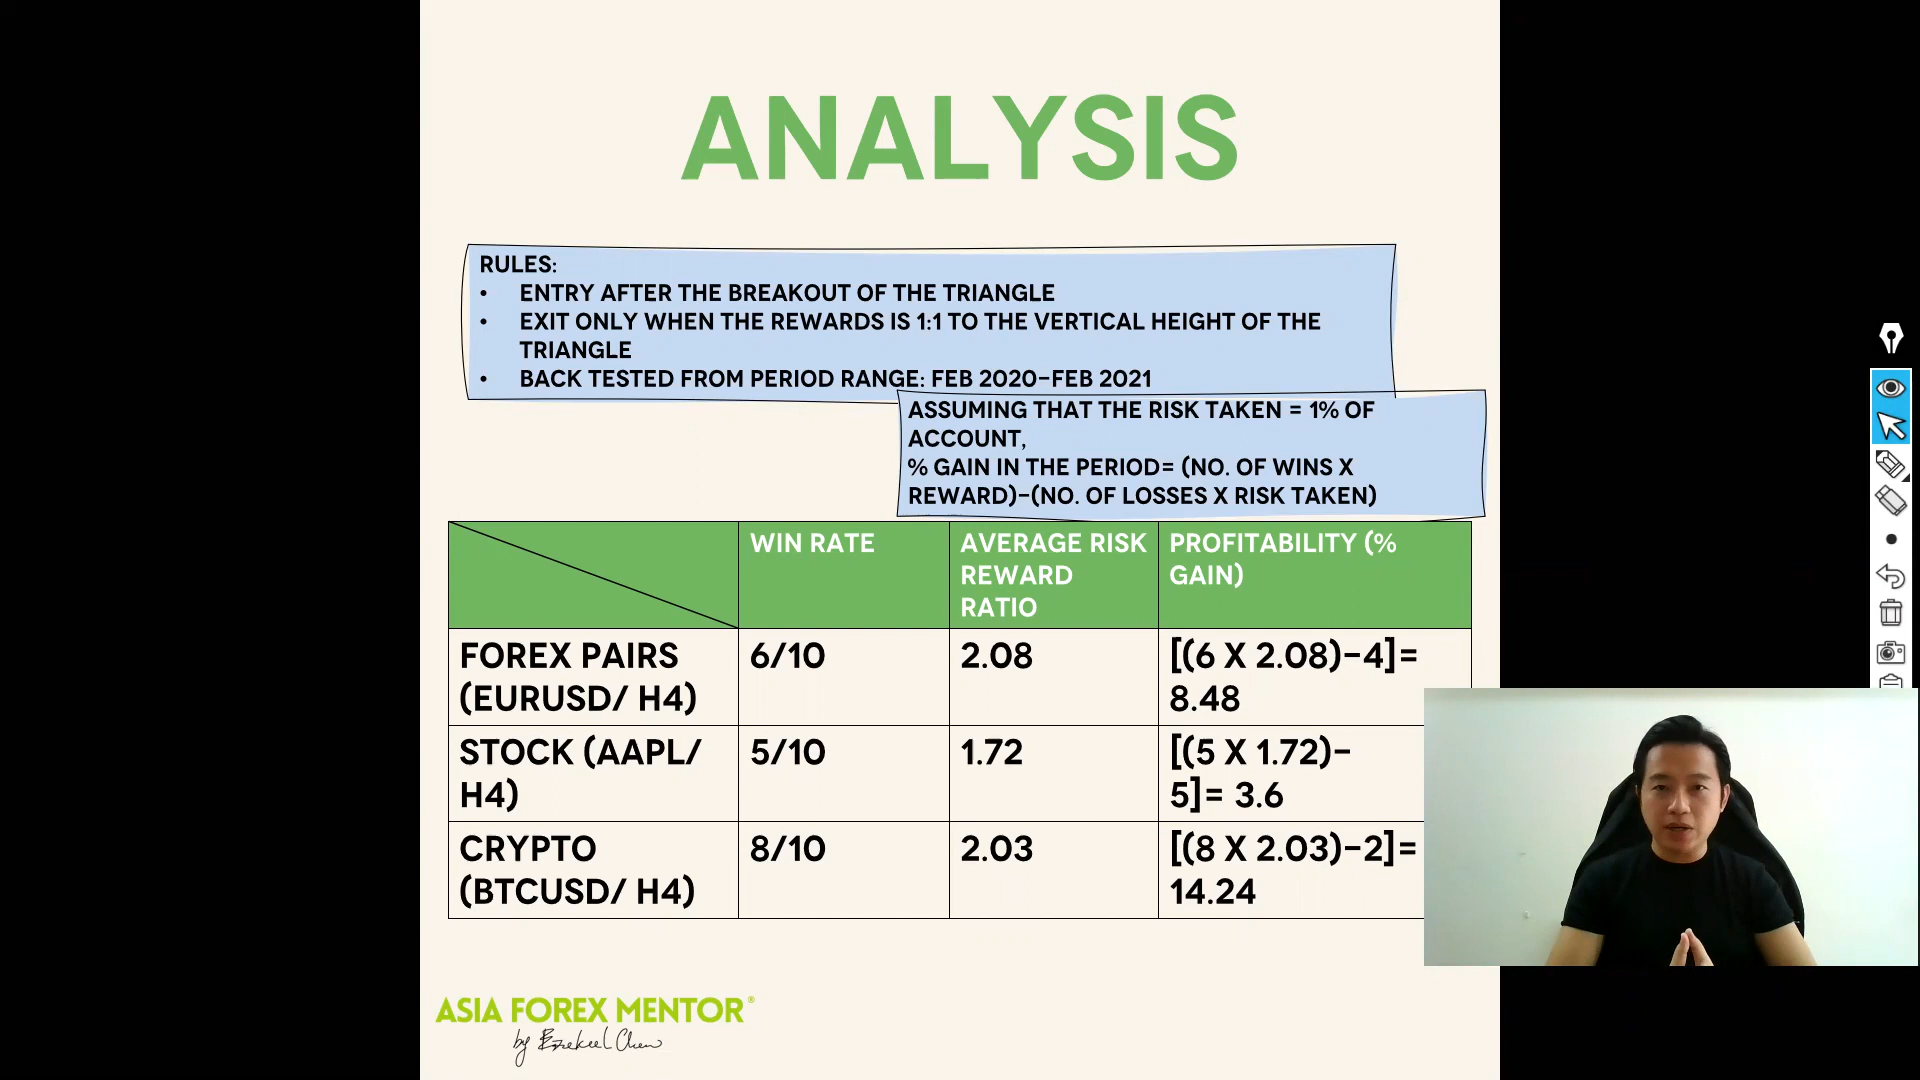 ANALYSIS
RULES:
• ENTRY AFTER THE BREAKOUT OF THE TRIANGLE
• EXIT ONLY WHEN THE REWARDS IS 1:1 TO THE VERTICAL HEIGHT OF THE
TRIANGLE
• BACK TESTED FROM PERIOD RANGE: FEB 2020-FEB 2021
ASSUMING THAT THE RISK TAKEN = 1% OF
ACCOUNT,
% GAIN IN THE PERIOD= (NO. OF WINS X
REWARD)-(NO. OF LOSSES X RISK TAKEN)
WIN RATE
AVERAGE RISK
REWARD
RATIO
PROFITABILITY (%
GAIN)
FOREX PAIRS
(EURUSD/ H4)
6/10
2.08
[(6 X 2.08)-4]=
8.48
STOCK (AAPL/
H4)
5/10
1.72
[(5 X 1.72)-
5]= 3.6
CRYPTO
(BTCUSD/ H4)
8/10
2.03
[(8 X 2.03)-2]=
14.24
ASIA FOREX MENTOR®
by Ezekiel Chew